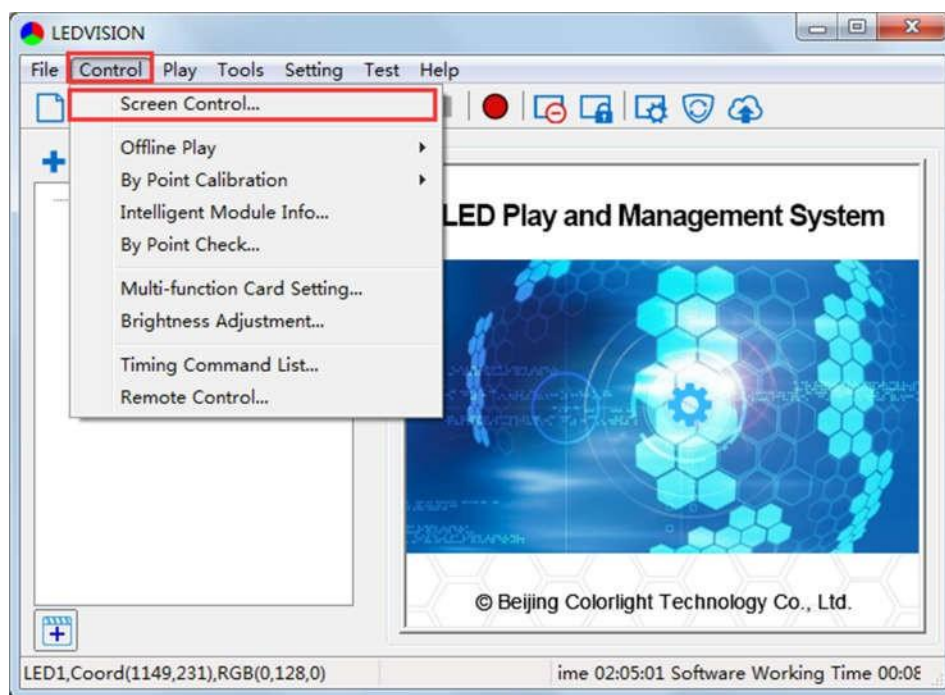 LEDVISION
File Control Play Tools Setting Test Help
Screen Control...
Offline Play
By Point Calibration
Intelligent Module Info...
By Point Check...
Multi-function Card Setting...
Brightness Adjustment...
Timing Command List...
Remote Control...
LED Play and Management System
© Beijing Colorlight Technology Co., Ltd.
LED1,Coord(1149,231),RGB(0,128,0)
ime 02:05:01 Software Working Time 00:08